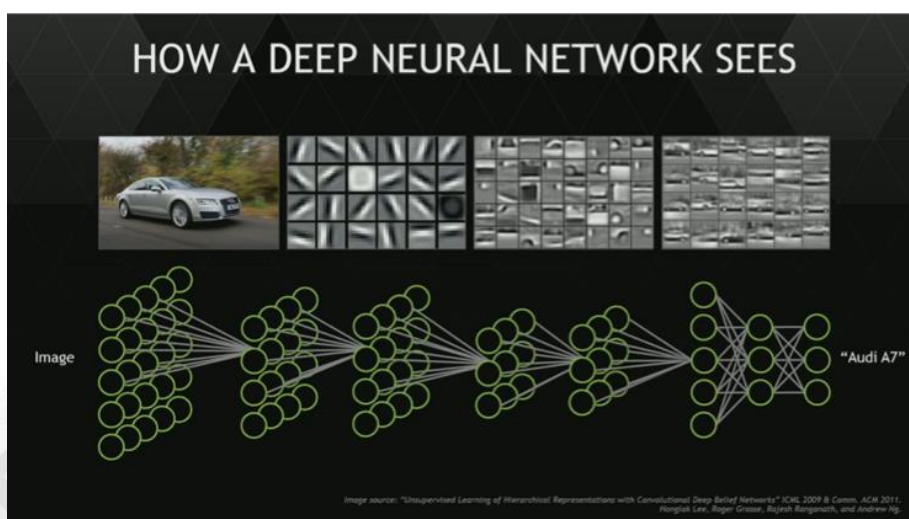 HOW A DEEP NEURAL NETWORK SEES
Image
“Audi A7”
Image source: “Unsupervised Learning of Hierarchical Representations with Convolutional Deep Belief Networks” ICML 2009 & Comm. ACM 2011.
Honglak Lee, Roger Grosse, Rajesh Ranganath, and Andrew Ng.